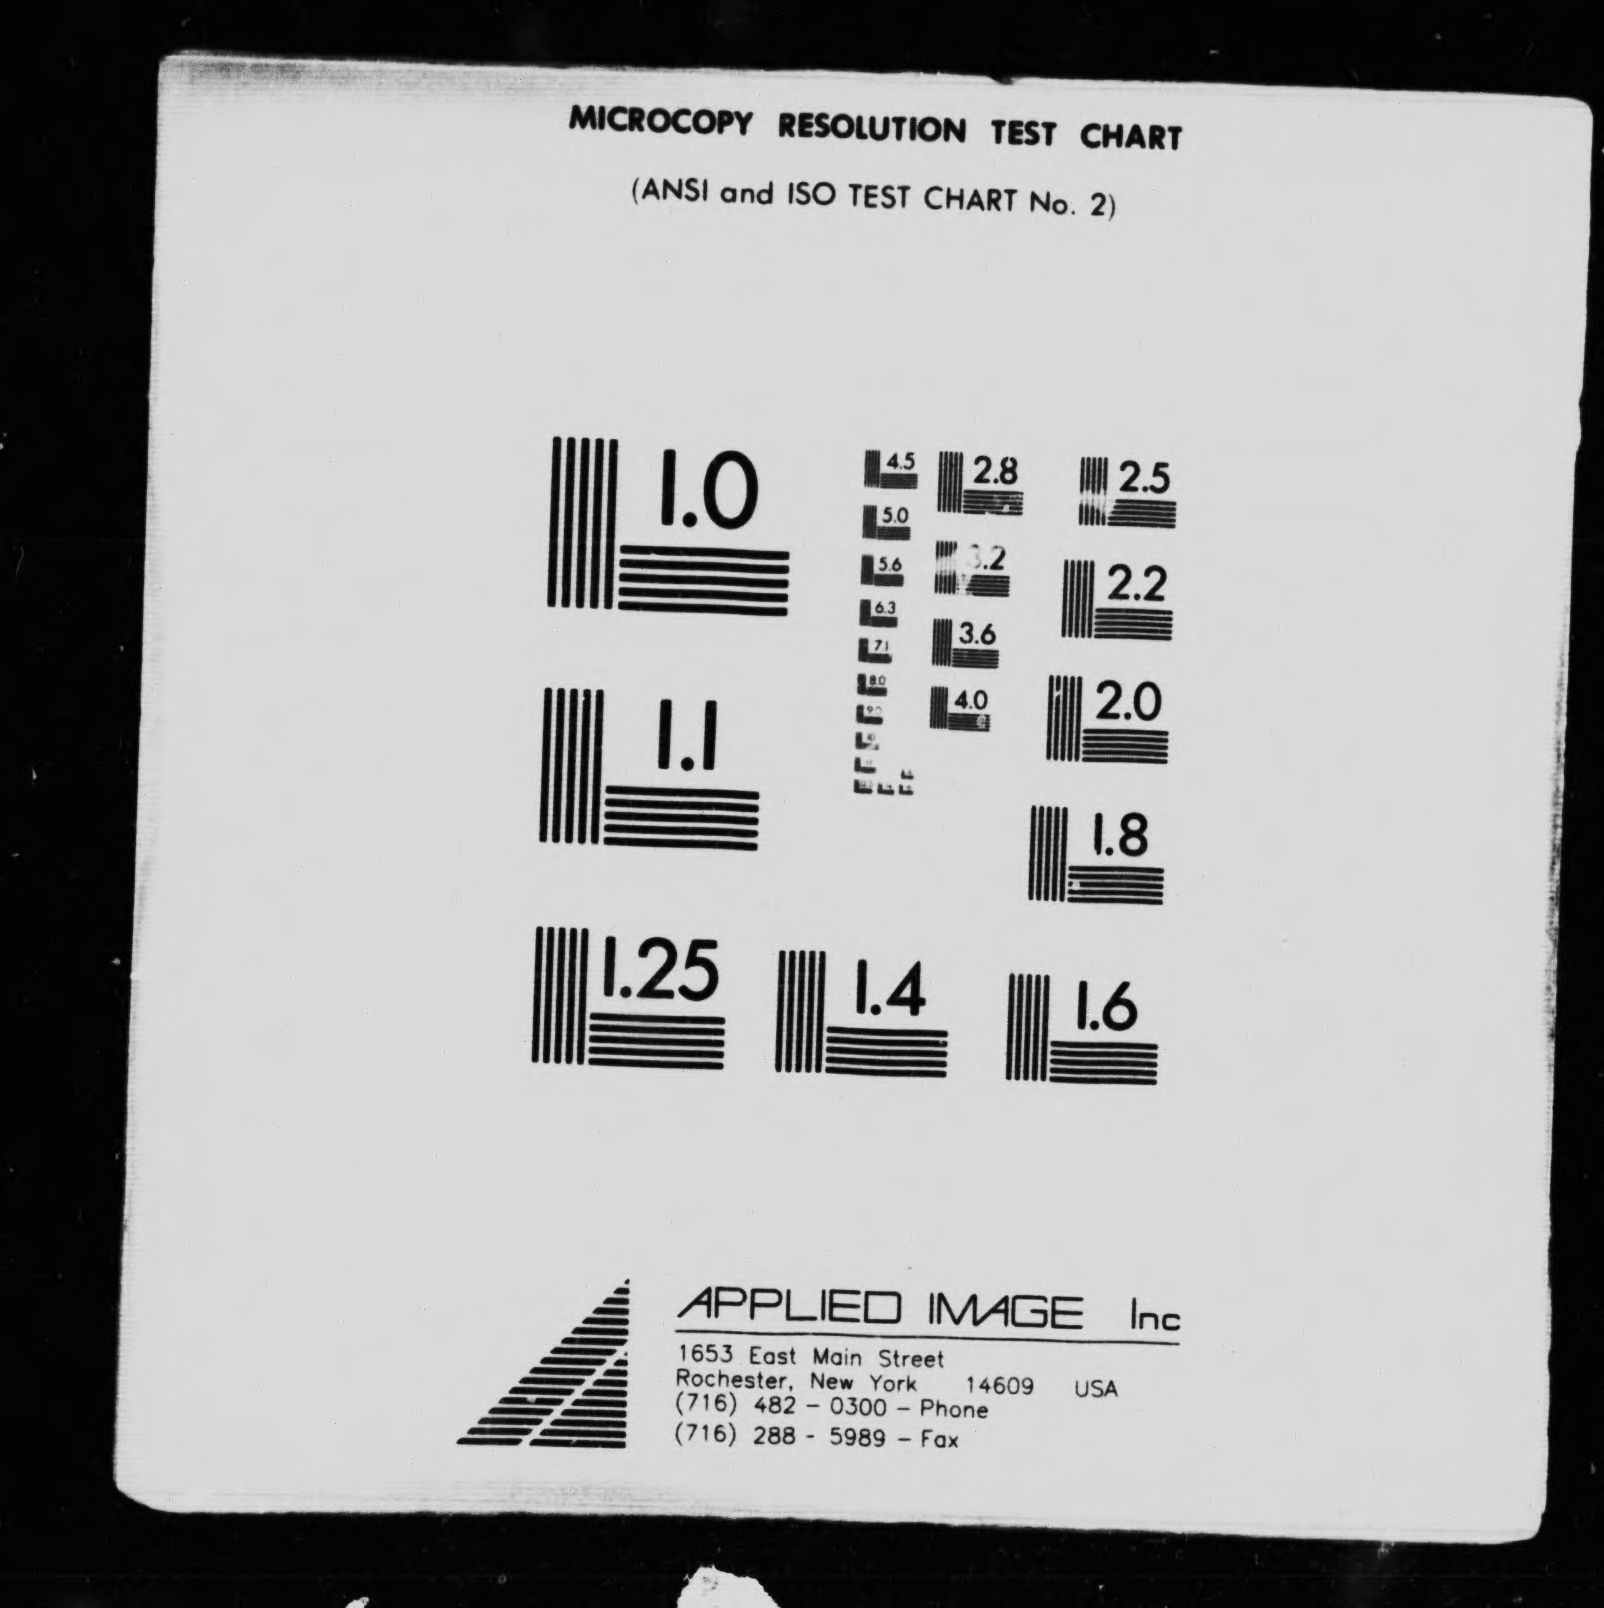 MICROCOPY RESOLUTION TEST CHART
(ANSI and ISO TEST CHART No. 2)
1.0
1.1
1.25
1.4
1.6
1.8
2.0
2.2
2.5
2.8
3.2
3.6
4.0
4.5
5.0
5.6
6.3
7.1
8.0
APPLIED IMAGE Inc
1653 East Main Street
Rochester, New York 14609 USA
(716) 482 - 0300 - Phone
(716) 288 - 5989 - Fax